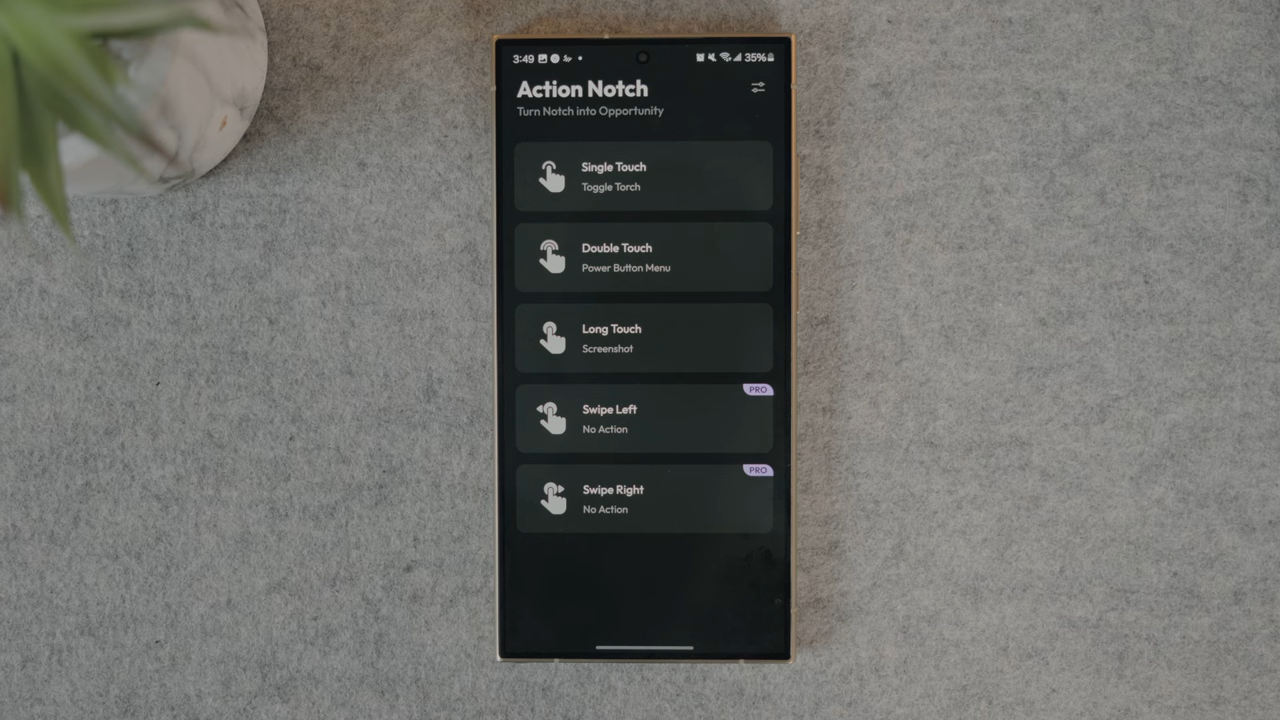 3:49 35%
Action Notch
Turn Notch into Opportunity
Single Touch
Toggle Torch
Double Touch
Power Button Menu
Long Touch
Screenshot
PRO
Swipe Left
No Action
PRO
Swipe Right
No Action